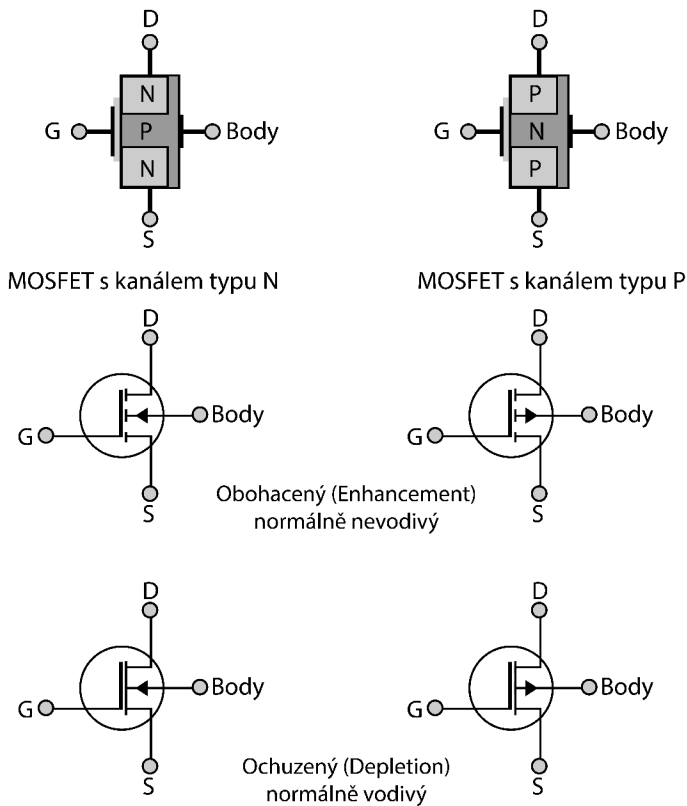 D D
N P
G P Body G N Body
N P
S S
MOSFET s kanálem typu N MOSFET s kanálem typu P
D D
Body Body
G G
S S
Obohacený (Enhancement)
normálně nevodivý
D D
Body Body
G G
S S
Ochuzený (Depletion)
normálně vodivý